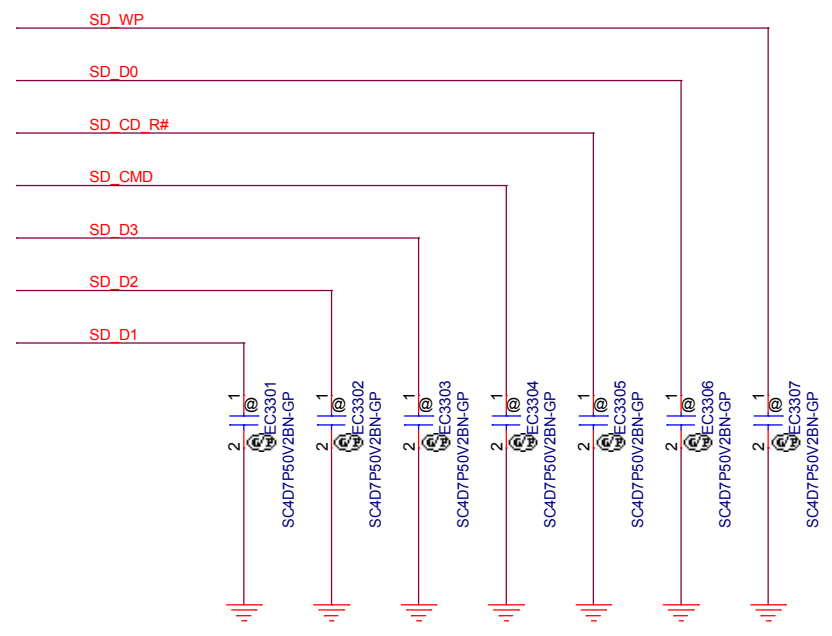 SD_WP
SD_D0
SD_CD_R#
SD_CMD
SD_D3
SD_D2
SD_D1
1 @ 2 EC3301 SC4D7P50V2BN-GP
1 @ 2 EC3302 SC4D7P50V2BN-GP
1 @ 2 EC3303 SC4D7P50V2BN-GP
1 @ 2 EC3304 SC4D7P50V2BN-GP
1 @ 2 EC3305 SC4D7P50V2BN-GP
1 @ 2 EC3306 SC4D7P50V2BN-GP
1 @ 2 EC3307 SC4D7P50V2BN-GP